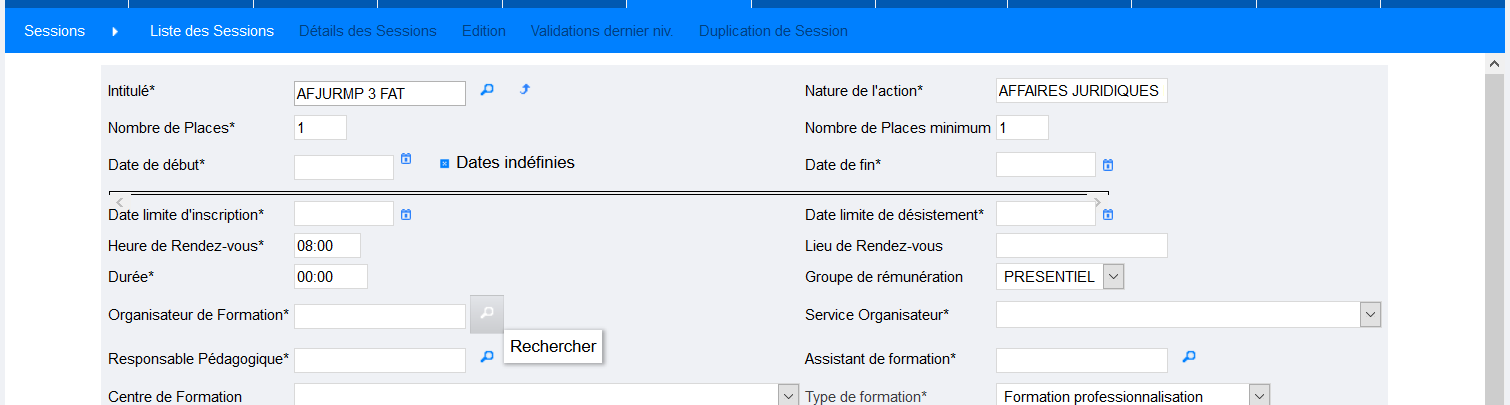 Sessions Liste des Sessions Détails des Sessions Edition Validations dernier niv. Duplication de Session
Intitulé* AFJURMP 3 FAT Nature de l'action* AFFAIRES JURIDIQUES
Nombre de Places* 1 Nombre de Places minimum 1
Date de début* Dates indéfinies Date de fin*
Date limite d'inscription* Date limite de désistement*
Heure de Rendez-vous* 08:00 Lieu de Rendez-vous
Durée* 00:00 Groupe de rémunération PRESENTIEL
Organisateur de Formation* Service Organisateur*
Rechercher
Responsable Pédagogique* Assistant de formation*
Centre de Formation Type de formation* Formation professionnalisation